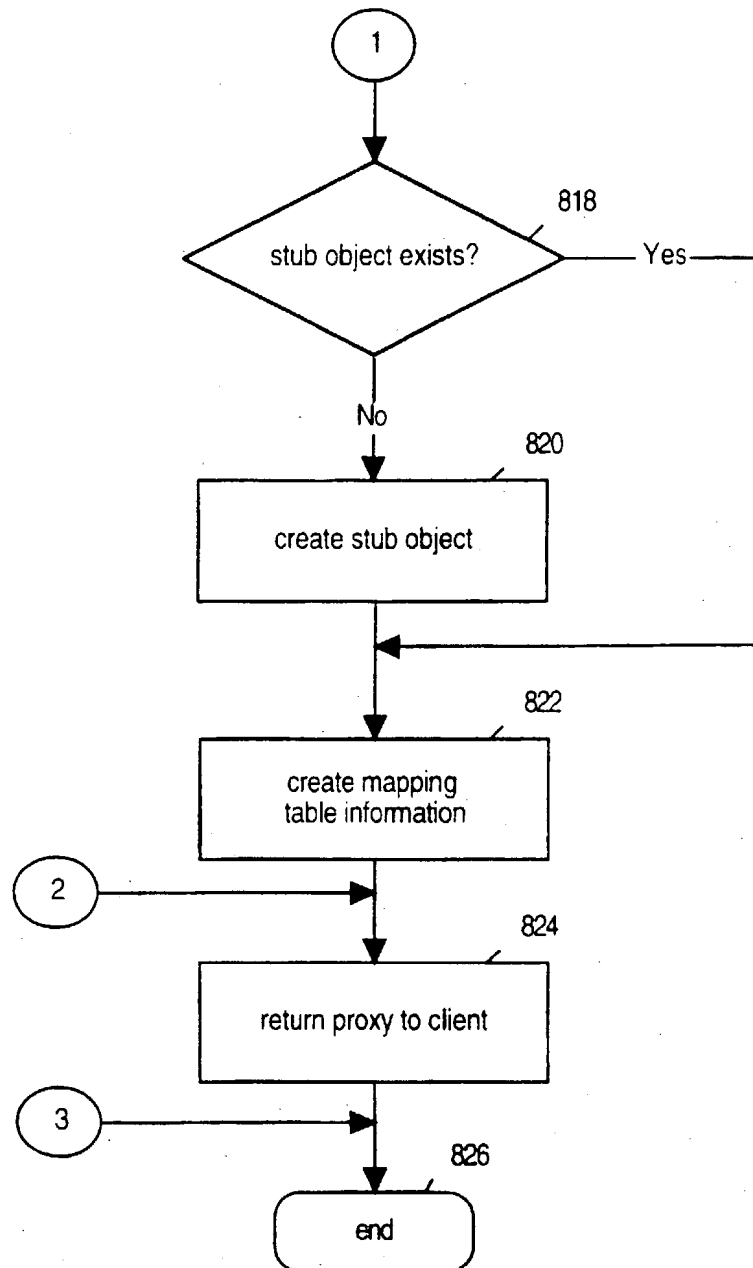 1
818
stub object exists?
Yes
No
820
create stub object
822
create mapping
table information
2
824
return proxy to client
3
826
end